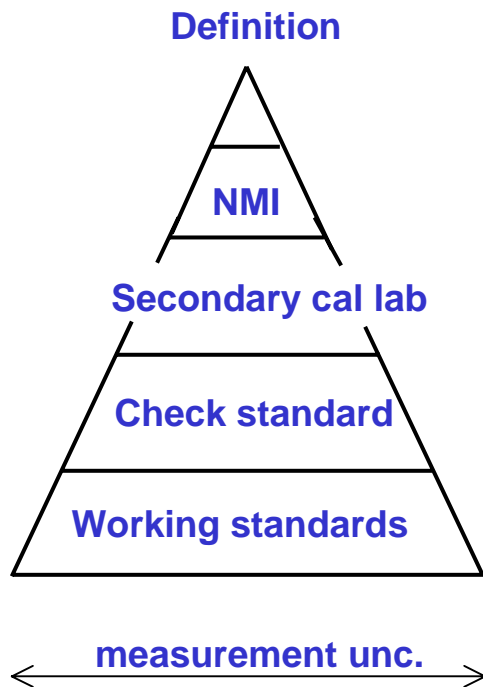 Definition
NMI
Secondary cal lab
Check standard
Working standards
measurement unc.